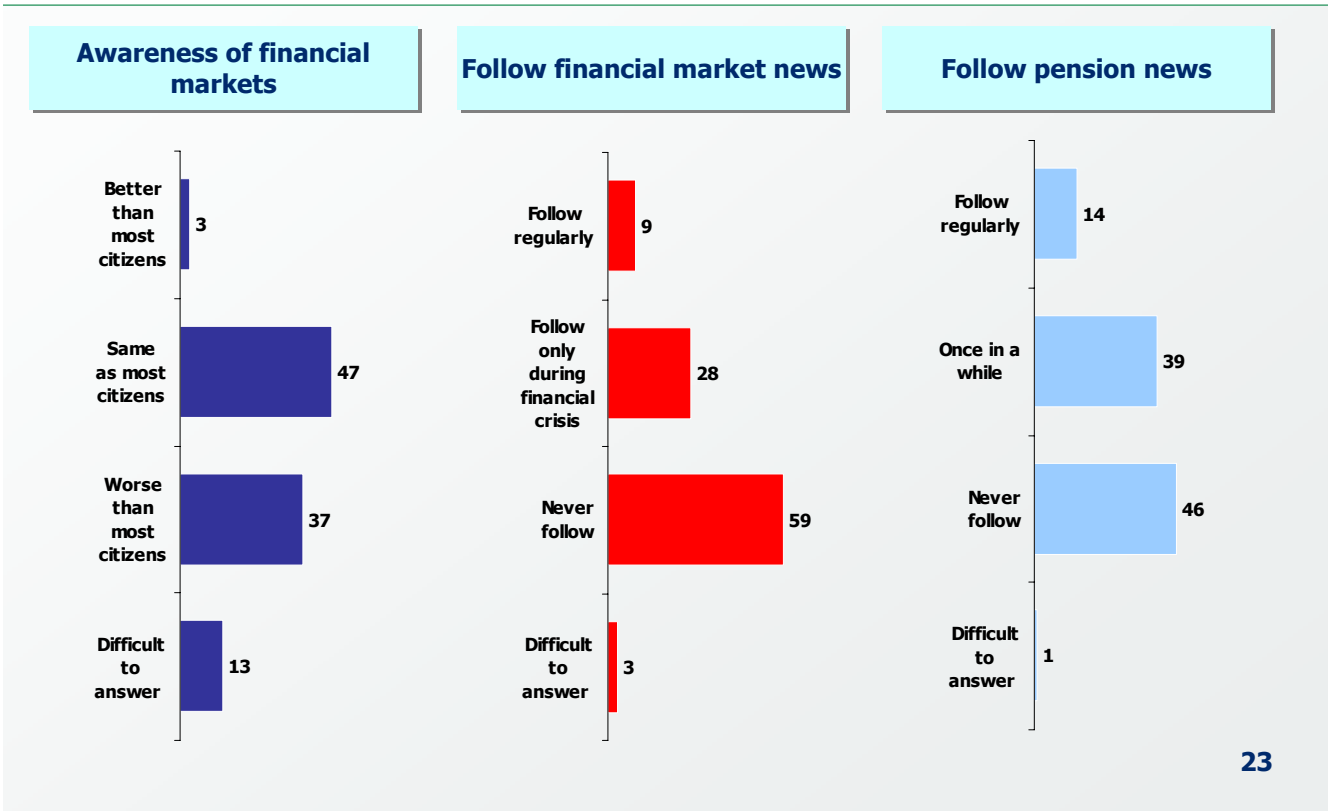 Awareness of financial
markets
Better
than
most
citizens
3
Same
as most
citizens
47
Worse
than
most
citizens
37
Difficult
to
answer
13
Follow financial market news
Follow
regularly
9
Follow
only
during
financial
crisis
28
Never
follow
59
Difficult
to
answer
3
Follow pension news
Follow
regularly
14
Once in a
while
39
Never
follow
46
Difficult
to
answer
1
23